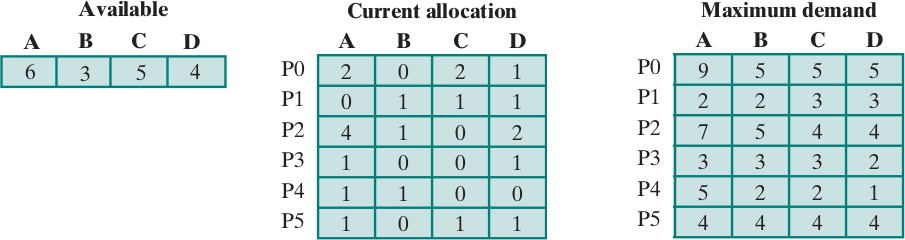 Available
A B C D
6 3 5 4
Current allocation
A B C D
P0 2 0 2 1
P1 0 1 1 1
P2 4 1 0 2
P3 1 0 0 1
P4 1 1 0 0
P5 1 0 1 1
Maximum demand
A B C D
P0 9 5 5 5
P1 2 2 3 3
P2 7 5 4 4
P3 3 3 3 2
P4 5 2 2 1
P5 4 4 4 4